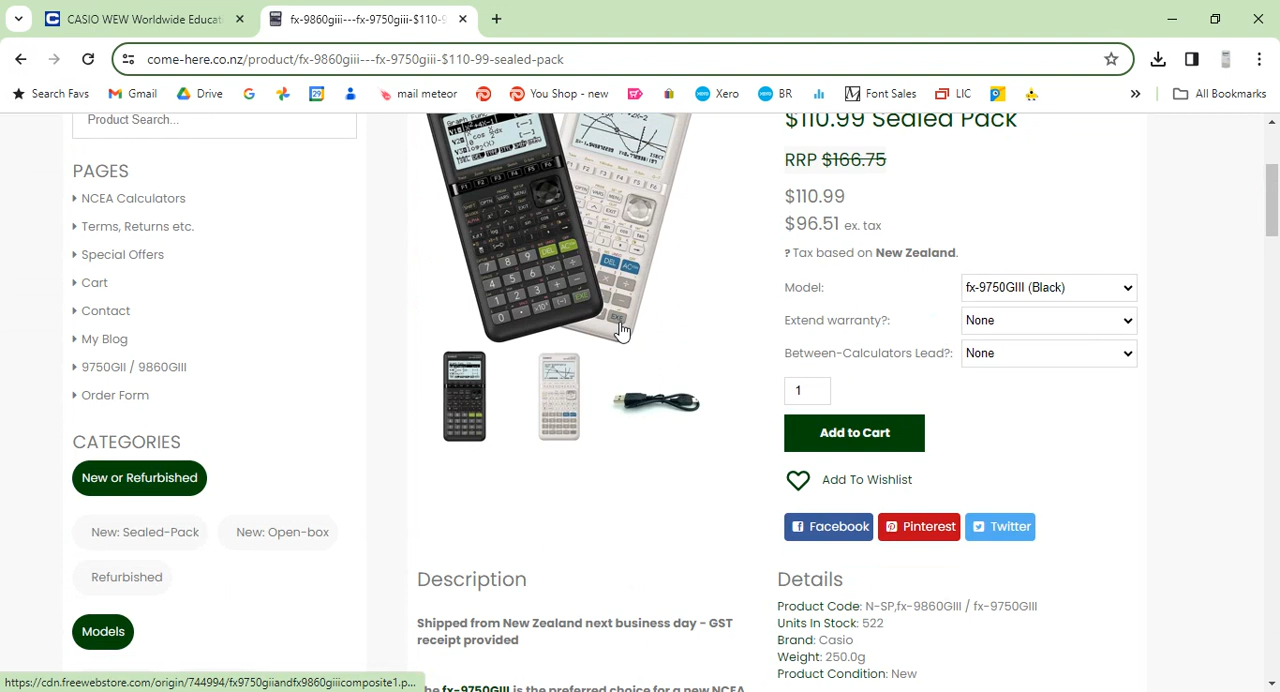 CASIO WEW Worldwide Educat
fx-9860giii---fx-9750giii-$110-9
come-here.co.nz/product/fx-9860giii---fx-9750giii-$110-99-sealed-pack
Search Favs Gmail Drive mail meteor You Shop - new Xero BR Font Sales LIC All Bookmarks
Product Search...
PAGES
NCEA Calculators
Terms, Returns etc.
Special Offers
Cart
Contact
My Blog
9750GII / 9860GIII
Order Form
CATEGORIES
New or Refurbished
New: Sealed-Pack New: Open-box
Refurbished
Models
$110.99 Sealed Pack
RRP $166.75
$110.99
$96.51 ex. tax
? Tax based on New Zealand.
Model: fx-9750GIII (Black)
Extend warranty?: None
Between-Calculators Lead?: None
1
Add to Cart
Add To Wishlist
Facebook Pinterest Twitter
Description
Shipped from New Zealand next business day - GST
receipt provided
The fx-9750GIII is the preferred choice for a new NCEA
Details
Product Code: N-SP,fx-9860GIII / fx-9750GIII
Units In Stock: 522
Brand: Casio
Weight: 250.0g
Product Condition: New
https://cdn.freewebstore.com/origin/744994/fx9750giiandfx9860giiicomposite1.p...